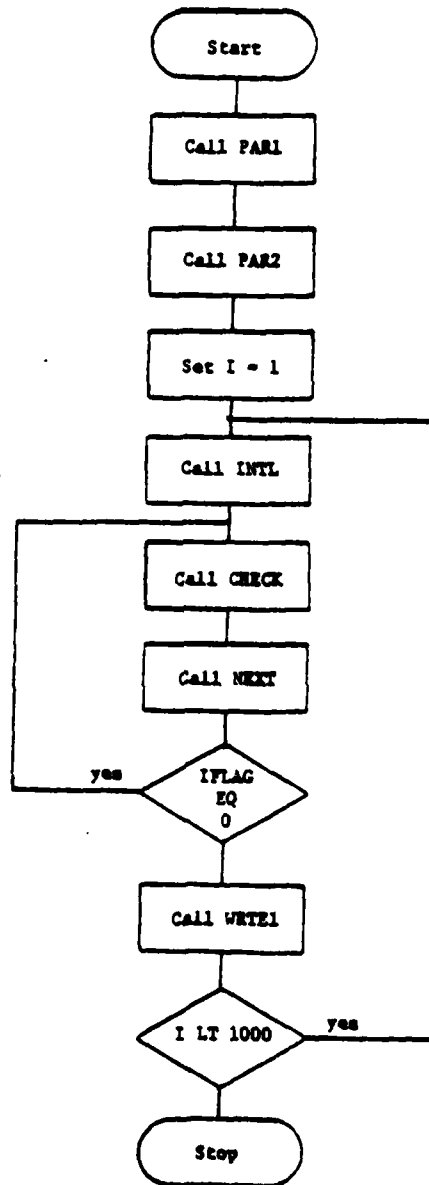 Start
Call PAR1
Call PAR2
Set I = 1
Call INTL
Call CHECK
Call NEXT
yes
IFLAG
EQ
0
Call WRTE1
I LT 1000
yes
Stop